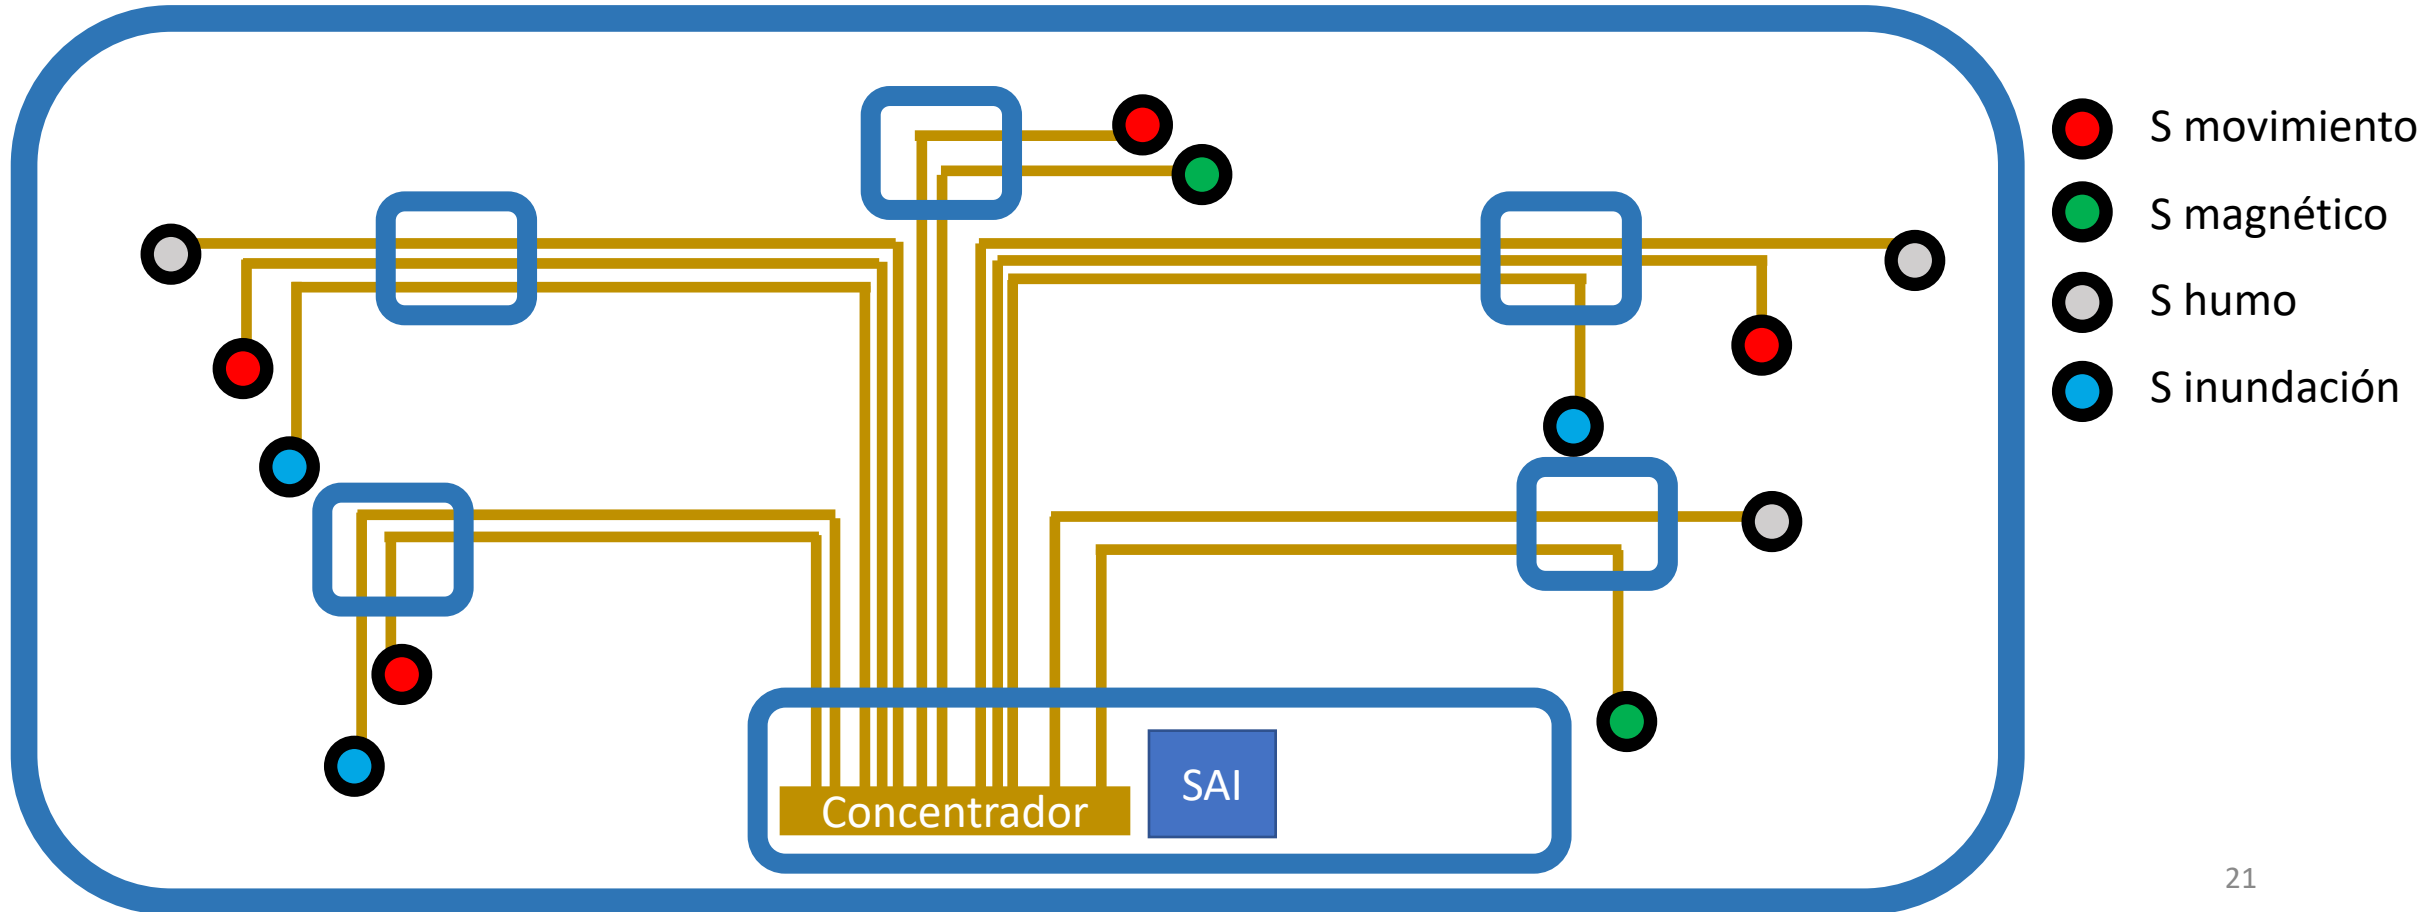 S movimiento
S magnético
S humo
S inundación
SAI
Concentrador
21